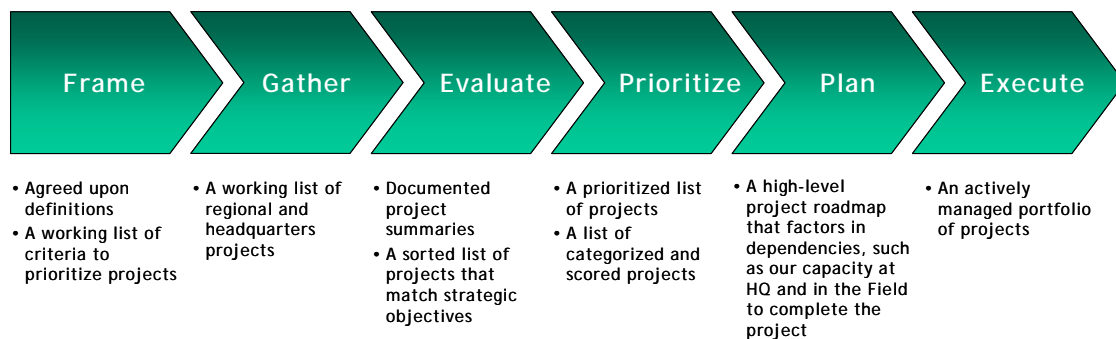 Frame
Gather
Evaluate
Prioritize
Plan
Execute
• Agreed upon
definitions
• A working list of
criteria to
prioritize projects
• A working list of
regional and
headquarters
projects
• Documented
project
summaries
• A sorted list of
projects that
match strategic
objectives
• A prioritized list
of projects
• A list of
categorized and
scored projects
• A high-level
project roadmap
that factors in
dependencies, such
as our capacity at
HQ and in the Field
to complete the
project
• An actively
managed portfolio
of projects